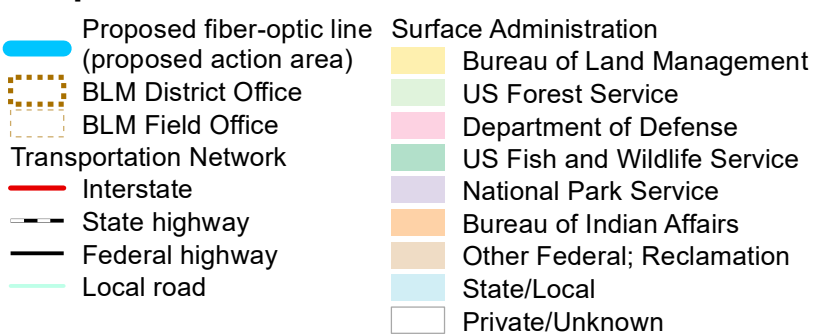 Proposed fiber-optic line
(proposed action area)
BLM District Office
BLM Field Office
Transportation Network
Interstate
State highway
Federal highway
Local road
Surface Administration
Bureau of Land Management
US Forest Service
Department of Defense
US Fish and Wildlife Service
National Park Service
Bureau of Indian Affairs
Other Federal; Reclamation
State/Local
Private/Unknown